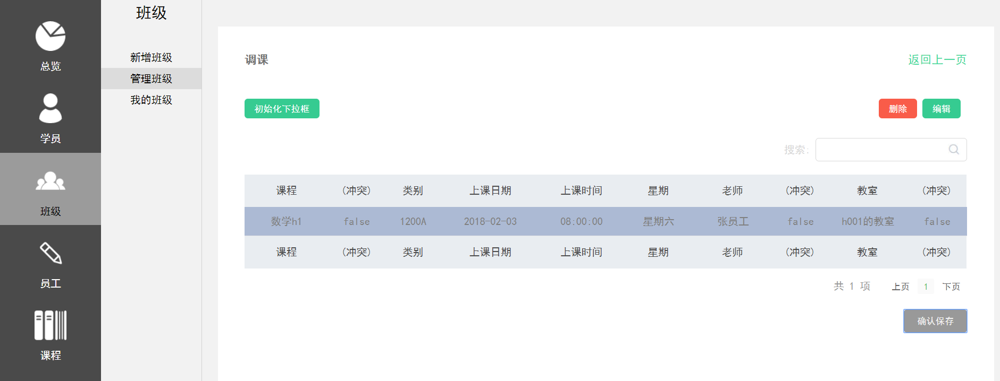 总览
学员
班级
员工
课程
班级
新增班级
管理班级
我的班级
调课 返回上一页
初始化下拉框 删除 编辑
搜索:
课程 (冲突) 类别 上课日期 上课时间 星期 老师 (冲突) 教室 (冲突)
数学h1 false 1200A 2018-02-03 08:00:00 星期六 张员工 false h001的教室 false
课程 (冲突) 类别 上课日期 上课时间 星期 老师 (冲突) 教室 (冲突)
共 1 项 上页 1 下页
确认保存